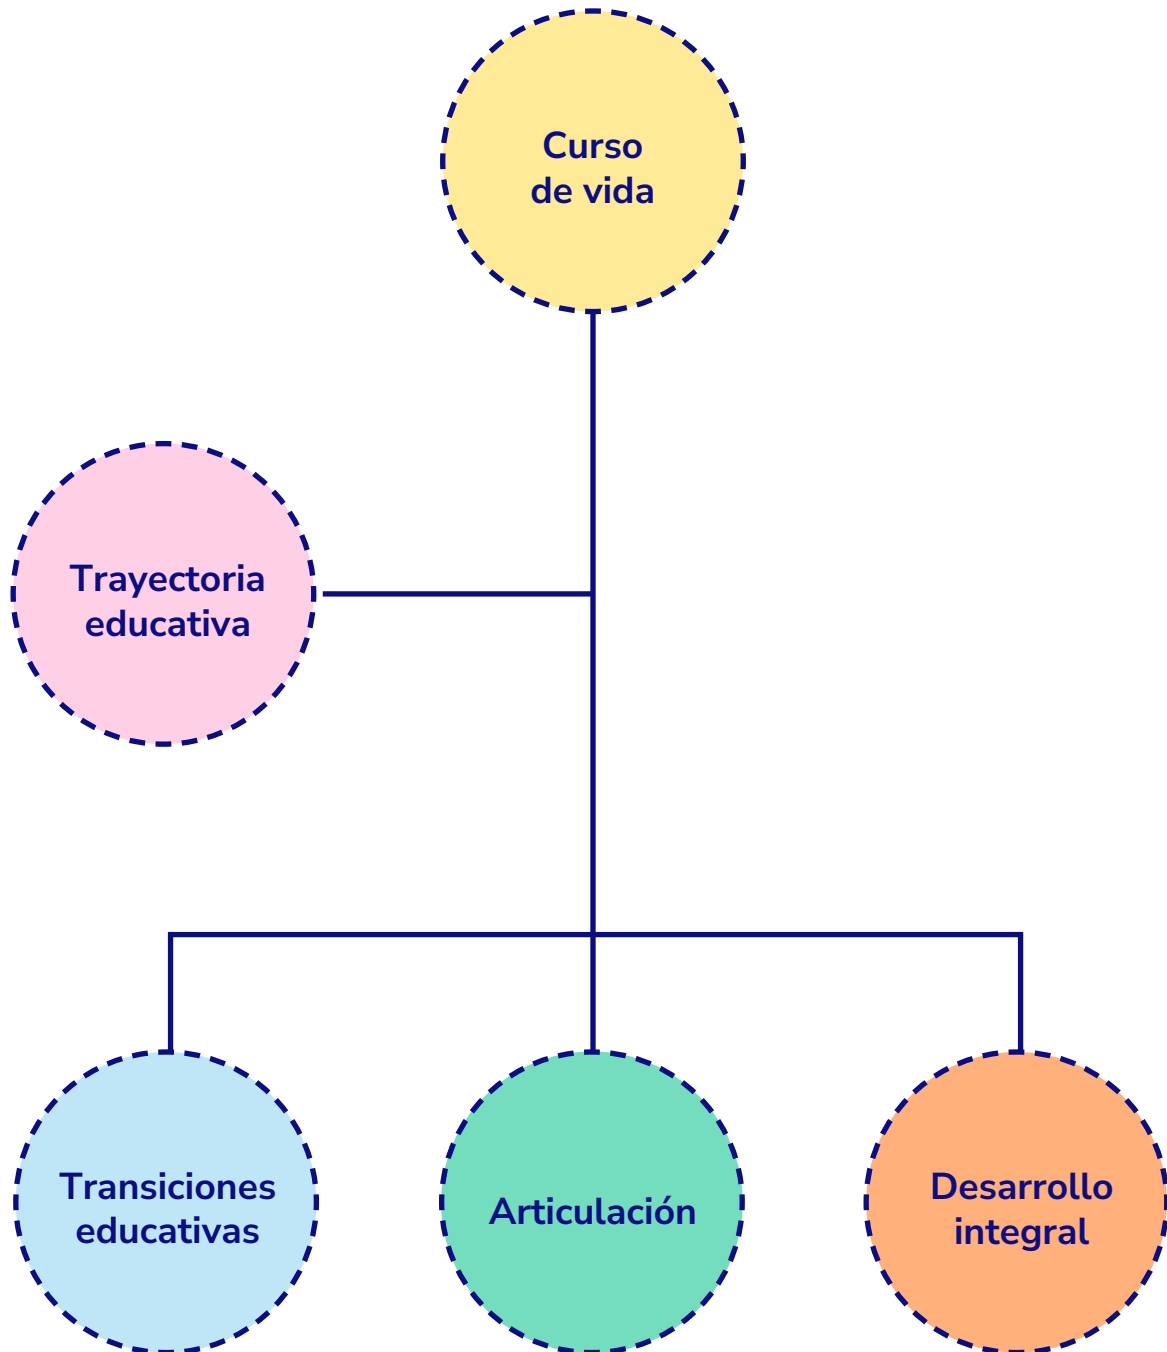 Curso
de vida
Trayectoria
educativa
Transiciones
educativas
Articulación
Desarrollo
integral